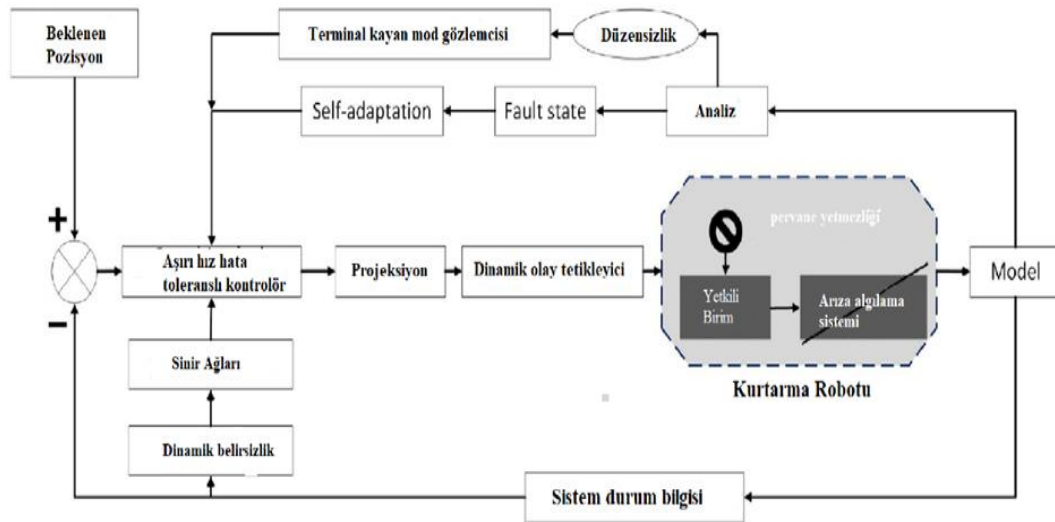 Beklenen
Pozisyon
Terminal kayan mod gözlemcisi
Düzensizlik
Self-adaptation
Fault state
Analiz
pervane yetmezliği
+
Aşırı hız hata
toleranslı kontrolör
Projeksiyon
Dinamik olay tetikleyici
Yetkili
Birim
Arıza algılama
sistemi
Model
−
Kurtarma Robotu
Sinir Ağları
Dinamik belirsizlik
Sistem durum bilgisi